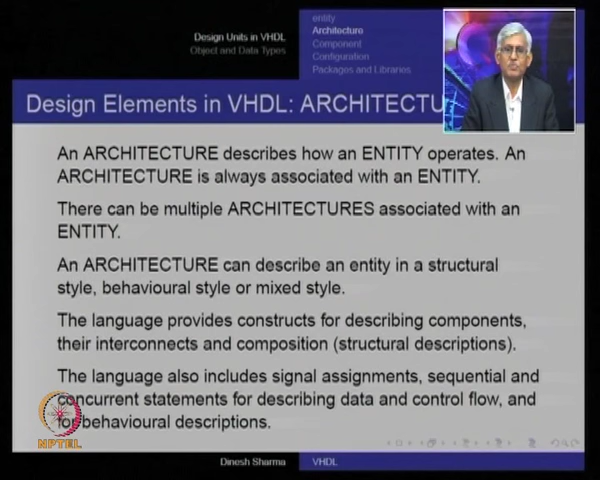 Design Units in VHDL
Object and Data Types
entity
Architecture
Component
Configuration
Packages and Libraries
Design Elements in VHDL: ARCHITECTU
An ARCHITECTURE describes how an ENTITY operates. An
ARCHITECTURE is always associated with an ENTITY.
There can be multiple ARCHITECTURES associated with an
ENTITY.
An ARCHITECTURE can describe an entity in a structural
style, behavioural style or mixed style.
The language provides constructs for describing components,
their interconnects and composition (structural descriptions).
The language also includes signal assignments, sequential and
concurrent statements for describing data and control flow, and
for behavioural descriptions.
NPTEL
Dinesh Sharma
VHDL